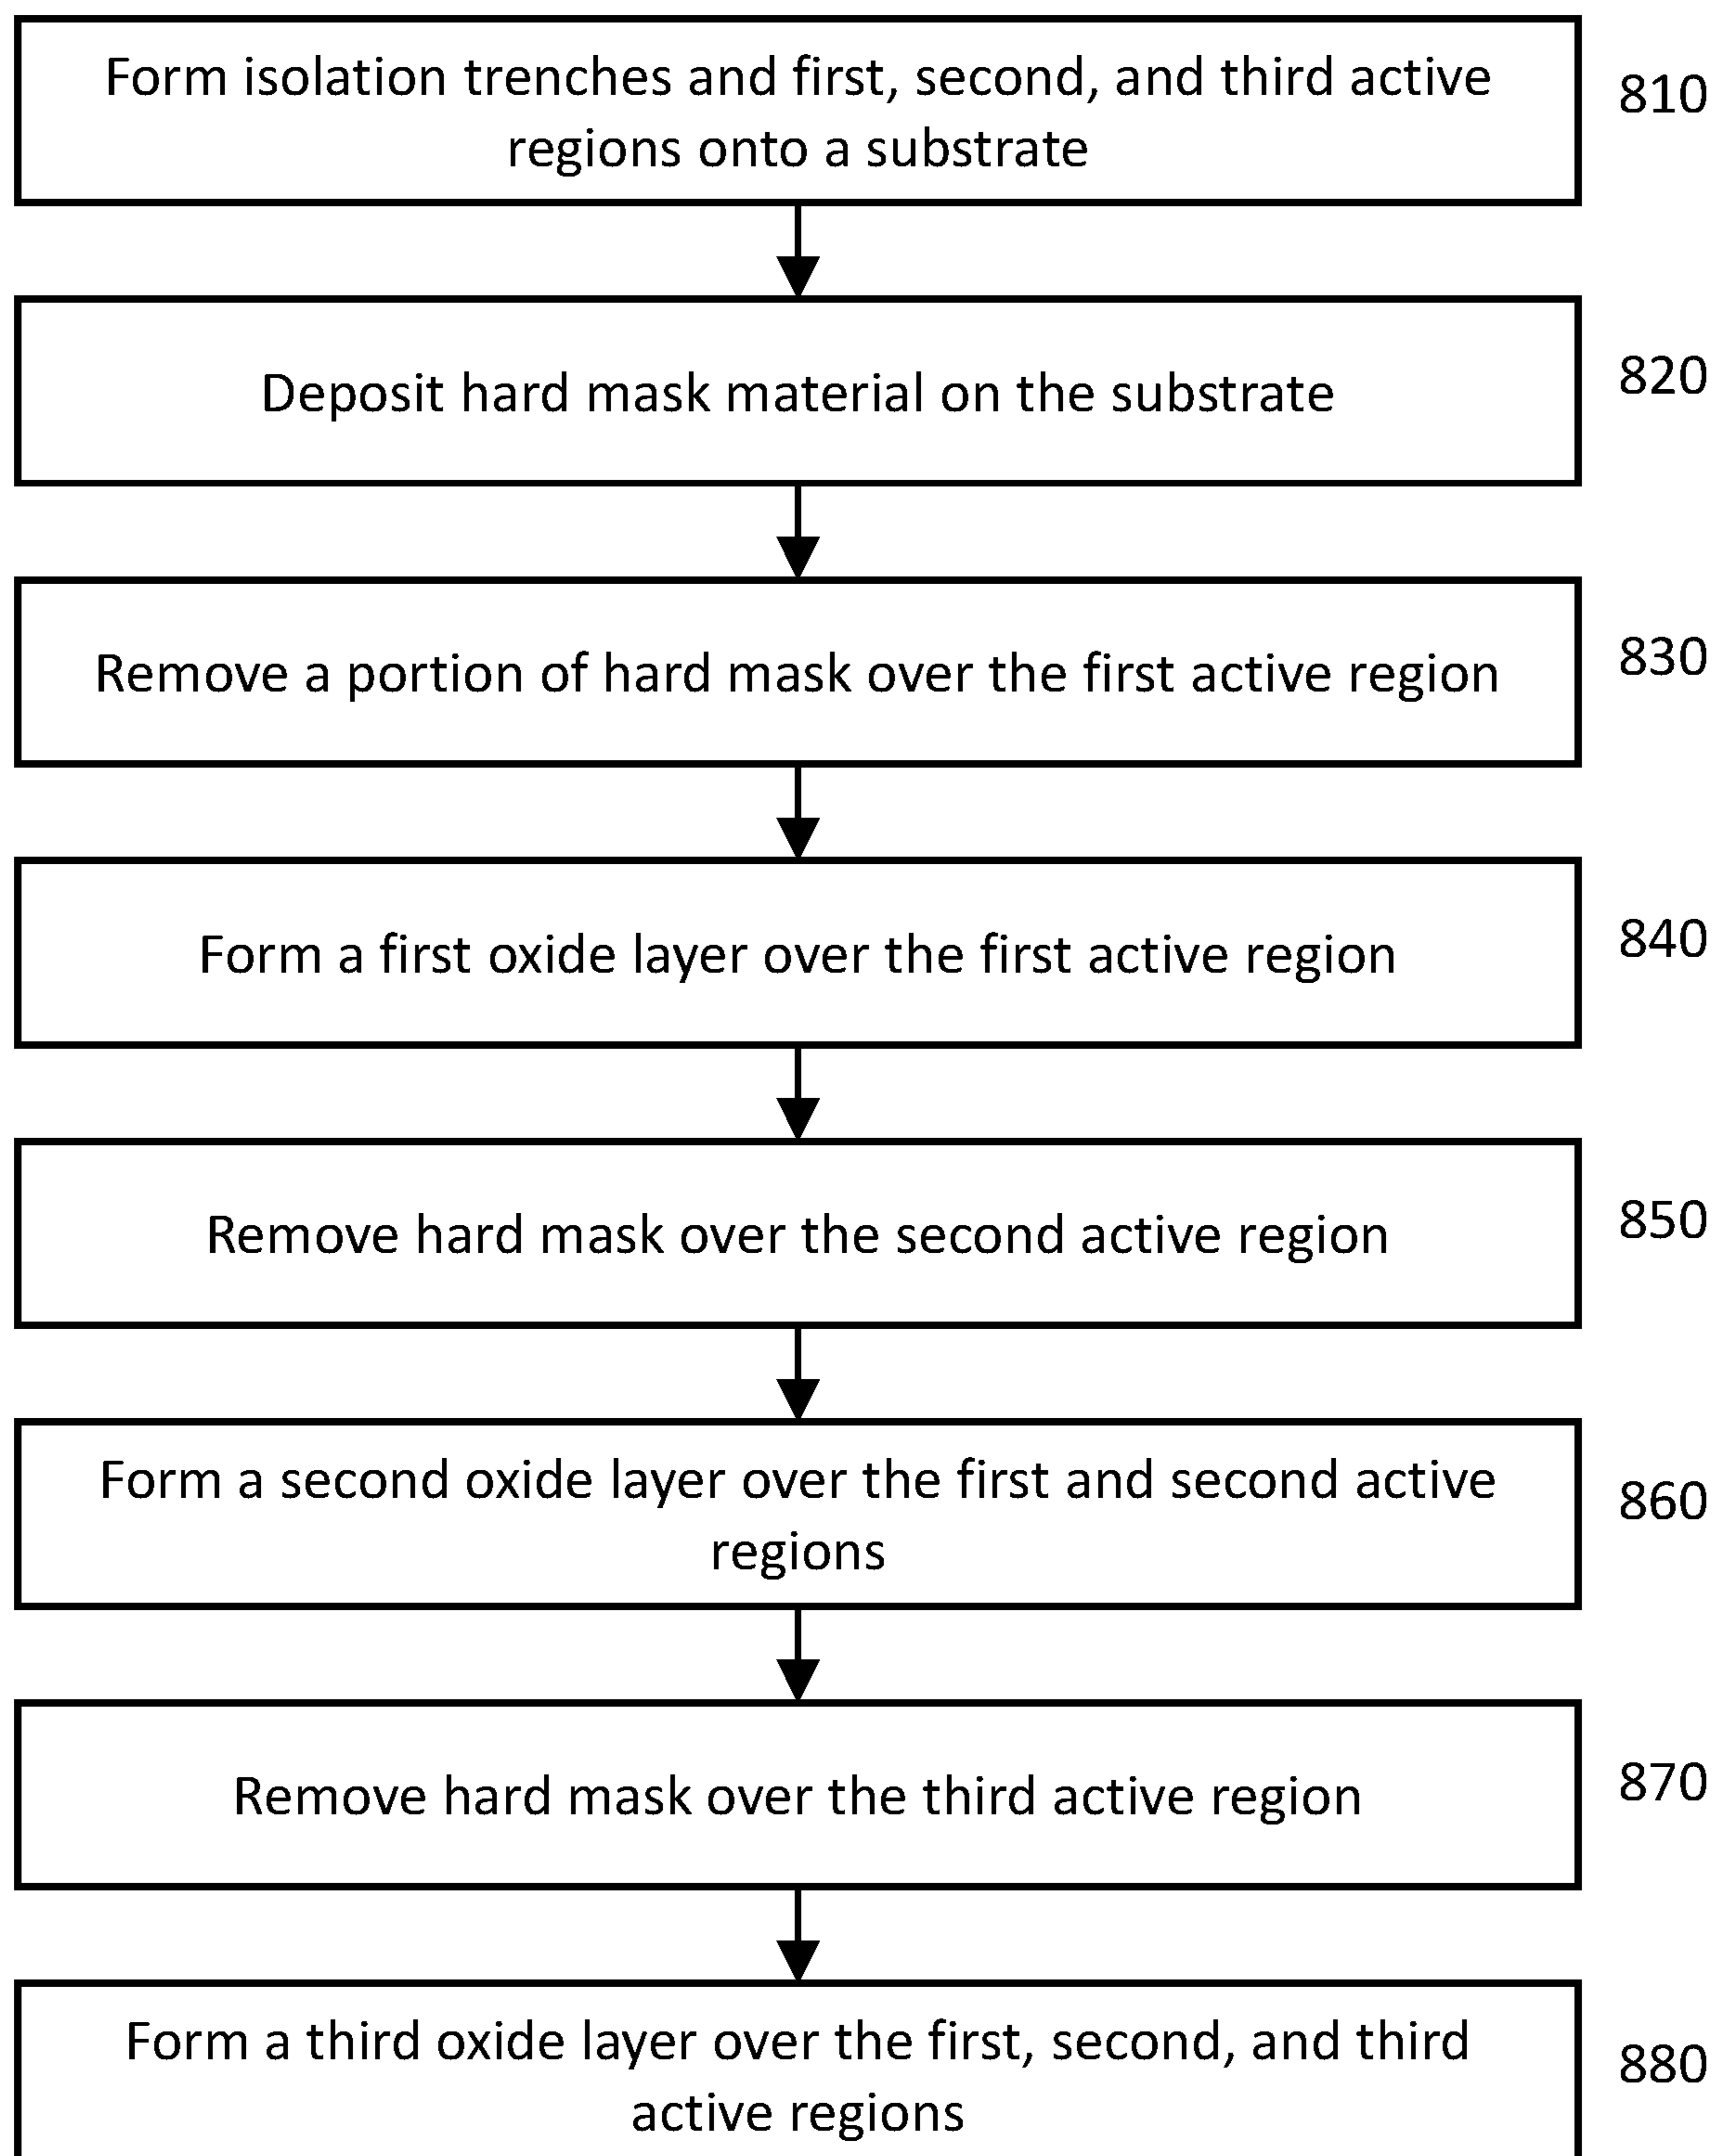 Form isolation trenches and first, second, and third active
regions onto a substrate
810
Deposit hard mask material on the substrate
820
Remove a portion of hard mask over the first active region
830
Form a first oxide layer over the first active region
840
Remove hard mask over the second active region
850
Form a second oxide layer over the first and second active
regions
860
Remove hard mask over the third active region
870
Form a third oxide layer over the first, second, and third
active regions
880